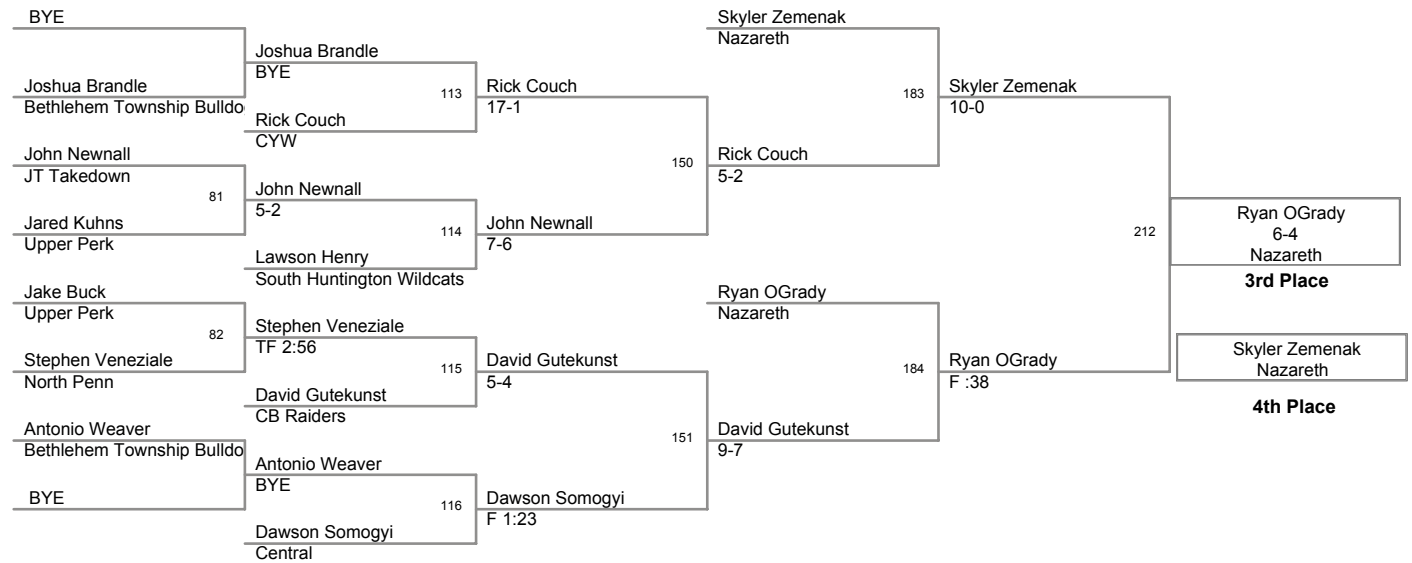 BYE
Joshua Brandle
Bethlehem Township Bulldo
John Newnall
JT Takedown
81
Jared Kuhns
Upper Perk
Jake Buck
Upper Perk
82
Stephen Veneziale
North Penn
Antonio Weaver
Bethlehem Township Bulldo
BYE
Joshua Brandle
BYE
113
Rick Couch
CYW
John Newnall
5-2
114
Lawson Henry
South Huntington Wildcats
Stephen Veneziale
TF 2:56
115
David Gutekunst
CB Raiders
Antonio Weaver
BYE
116
Dawson Somogyi
Central
Rick Couch
17-1
150
John Newnall
7-6
David Gutekunst
5-4
151
Dawson Somogyi
F 1:23
Skyler Zemenak
Nazareth
183
Rick Couch
5-2
Ryan OGrady
Nazareth
184
David Gutekunst
9-7
Skyler Zemenak
10-0
212
Ryan OGrady
F :38
Ryan OGrady
6-4
Nazareth
3rd Place
Skyler Zemenak
Nazareth
4th Place